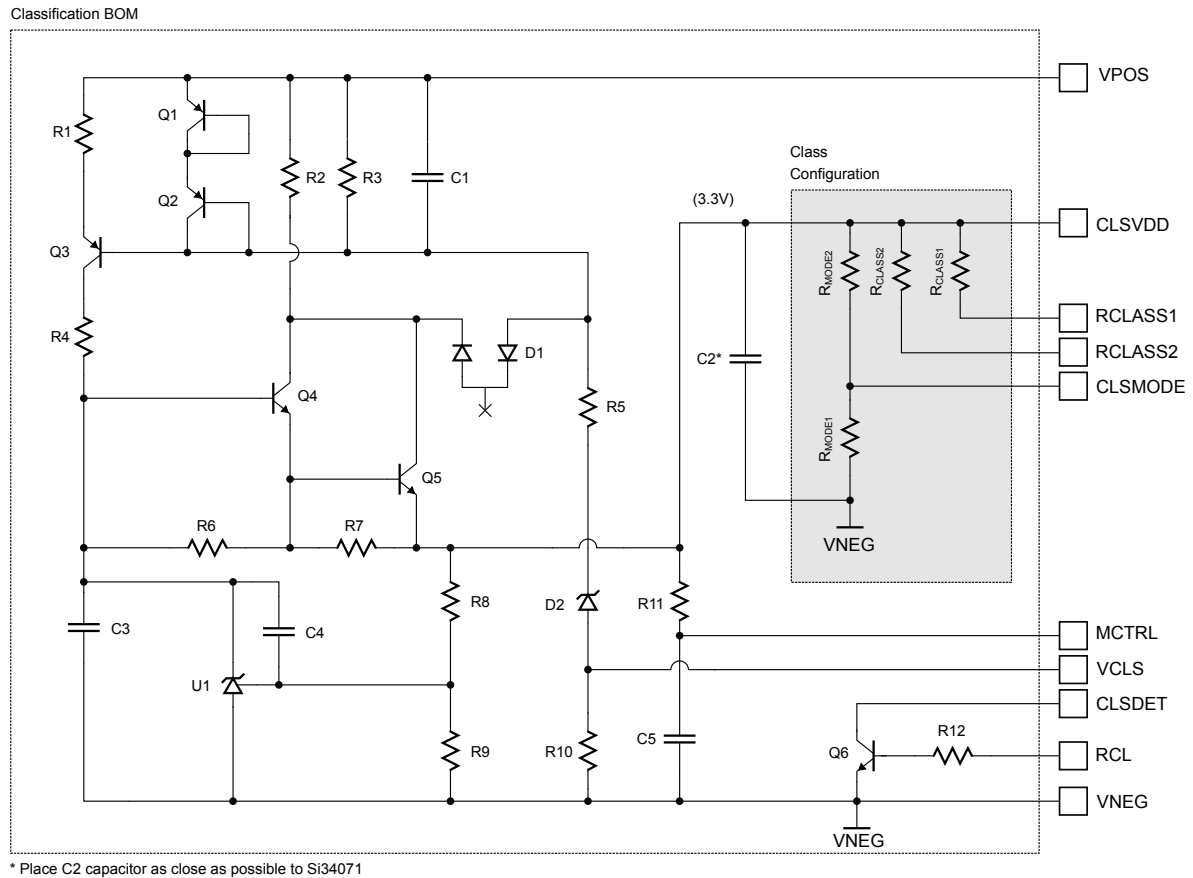 Classification BOM
VPOS
Q1
R1
R2
R3
C1
Class
Configuration
Q2
(3.3V)
CLSVDD
Q3
RMODE2
RCLASS2
RCLASS1
RCLASS1
R4
D1
C2*
RCLASS2
CLSMODE
Q4
R5
RMODE1
Q5
R6
R7
VNEG
R8
D2
R11
C3
C4
MCTRL
VCLS
U1
CLSDET
R9
R10
C5
Q6
R12
RCL
VNEG
VNEG
* Place C2 capacitor as close as possible to Si34071